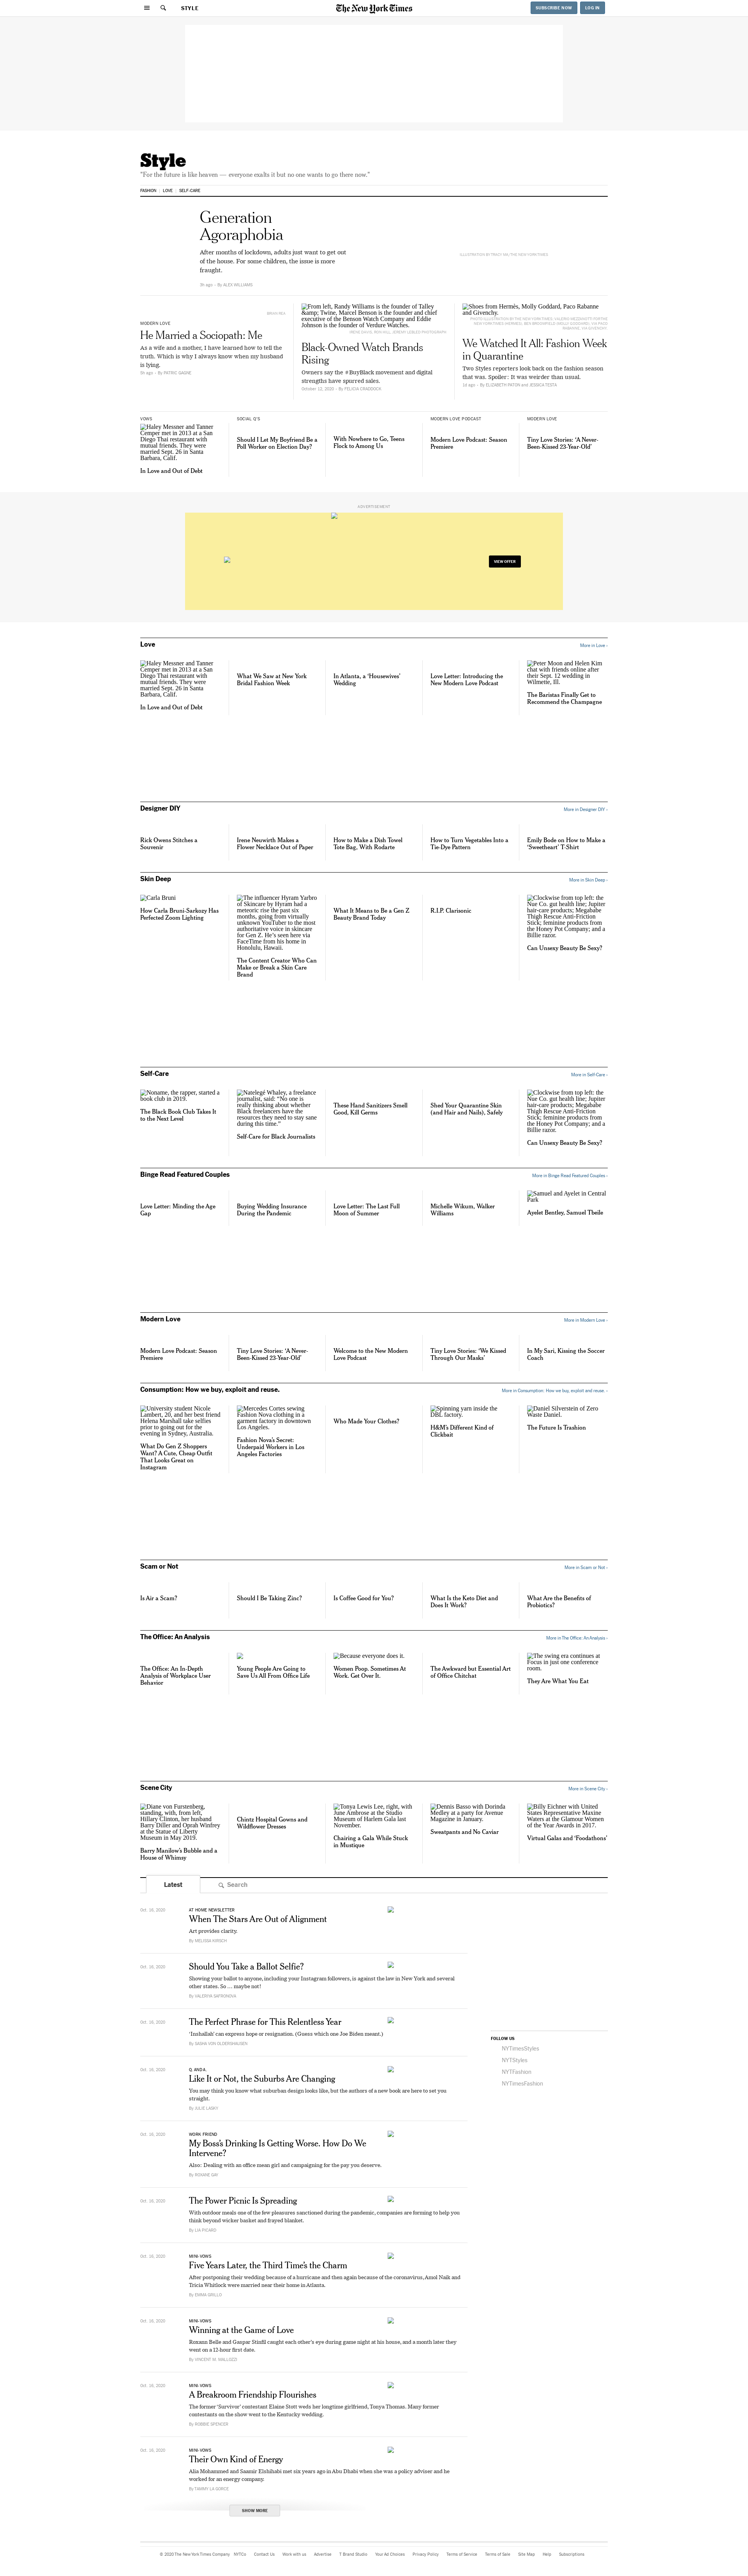 STYLE
The New York Times
SUBSCRIBE NOW
LOG IN
Style
"For the future is like heaven — everyone exalts it but no one wants to go there now."
FASHION
LOVE
SELF-CARE
Generation
Agoraphobia
After months of lockdown, adults just want to get out
of the house. For some children, the issue is more
fraught.
By ALEX WILLIAMS
MODERN LOVE
He Married a Sociopath: Me
As a wife and a mother, I have learned how to tell the
truth. Which is why I always know when my husband
is lying.
By PATRIC GAGNE
From left, Randy Williams is the founder of Talley
&amp; Twine, Marcel Benson is the founder and chief
executive of the Benson Watch Company and Eddie
Johnson is the founder of Verdure Watches.
Black-Owned Watch Brands
Rising
Owners say the #BuyBlack movement and digital
strengths have spurred sales.
October 12, 2020 · By FELICIA CRADDOCK
Shoes from Hermès, Molly Goddard, Paco Rabanne
and Givenchy.
We Watched It All: Fashion Week
in Quarantine
Two Styles reporters look back on the fashion season
that was. Spoiler: It was weirder than usual.
By ELIZABETH PATON and JESSICA TESTA
VOWS
Haley Messner and Tanner
Cemper met in 2013 at a San
Diego Thai restaurant with
mutual friends. They were
married Sept. 26 in Santa
Barbara, Calif.
In Love and Out of Debt
SOCIAL Q'S
Should I Let My Boyfriend Be a
Poll Worker on Election Day?
With Nowhere to Go, Teens
Flock to Among Us
MODERN LOVE PODCAST
Modern Love Podcast: Season
Premiere
MODERN LOVE
Tiny Love Stories: 'A Never-
Been-Kissed 23-Year-Old'
ADVERTISEMENT
VIEW OFFER
Love
More in Love ›
Haley Messner and Tanner
Cemper met in 2013 at a San
Diego Thai restaurant with
mutual friends. They were
married Sept. 26 in Santa
Barbara, Calif.
In Love and Out of Debt
What We Saw at New York
Bridal Fashion Week
In Atlanta, a 'Housewives'
Wedding
Love Letter: Introducing the
New Modern Love Podcast
Peter Moon and Helen Kim
chat with friends online after
their Sept. 12 wedding in
Wilmette, Ill.
The Baristas Finally Get to
Recommend the Champagne
Designer DIY
More in Designer DIY ›
Rick Owens Stitches a
Souvenir
Irene Neuwirth Makes a
Flower Necklace Out of Paper
How to Make a Dish Towel
Tote Bag, With Rodarte
How to Turn Vegetables Into a
Tie-Dye Pattern
Emily Bode on How to Make a
'Sweetheart' T-Shirt
Skin Deep
More in Skin Deep ›
Carla Bruni
How Carla Bruni-Sarkozy Has
Perfected Zoom Lighting
The influencer Hyram Yarbro
of Skincare by Hyram had a
meteoric rise the past six
months, going from virtually
unknown YouTuber to the most
authoritative voice in skincare
for Gen Z. He's seen here via
FaceTime from his home in
Honolulu, Hawaii.
The Content Creator Who Can
Make or Break a Skin Care
Brand
What It Means to Be a Gen Z
Beauty Brand Today
R.I.P. Clarisonic
Clockwise from top left: the
Nue Co. gut health line; Jupiter
hair-care products; Megababe
Thigh Rescue Anti-Friction
Stick; feminine products from
the Honey Pot Company; and a
Billie razor.
Can Unsexy Beauty Be Sexy?
Self-Care
More in Self-Care ›
Noname, the rapper, started a
book club in 2019.
The Black Book Club Takes It
to the Next Level
Natelegé Whaley, a freelance
journalist, said: "No one is
really thinking about whether
Black freelancers have the
resources they need to stay sane
during this time."
Self-Care for Black Journalists
These Hand Sanitizers Smell
Good, Kill Germs
Shed Your Quarantine Skin
(and Hair and Nails), Safely
Clockwise from top left: the
Nue Co. gut health line; Jupiter
hair-care products; Megababe
Thigh Rescue Anti-Friction
Stick; feminine products from
the Honey Pot Company; and a
Billie razor.
Can Unsexy Beauty Be Sexy?
Binge Read Featured Couples
More in Binge Read Featured Couples ›
Love Letter: Minding the Age
Gap
Buying Wedding Insurance
During the Pandemic
Love Letter: The Last Full
Moon of Summer
Michelle Wikum, Walker
Williams
Samuel and Ayelet in Central
Park
Ayelet Bentley, Samuel Tbeile
Modern Love
More in Modern Love ›
Modern Love Podcast: Season
Premiere
Tiny Love Stories: 'A Never-
Been-Kissed 23-Year-Old'
Welcome to the New Modern
Love Podcast
Tiny Love Stories: 'We Kissed
Through Our Masks'
In My Sari, Kissing the Soccer
Coach
Consumption: How we buy, exploit and reuse.
More in Consumption: How we buy, exploit and reuse. ›
University student Nicole
Lambert, 20, and her best friend
Helena Marshall take selfies
prior to going out for the
evening in Sydney, Australia.
What Do Gen Z Shoppers
Want? A Cute, Cheap Outfit
That Looks Great on
Instagram
Mercedes Cortes sewing
Fashion Nova clothing in a
garment factory in downtown
Los Angeles.
Fashion Nova's Secret:
Underpaid Workers in Los
Angeles Factories
Who Made Your Clothes?
Spinning yarn inside the
DBL factory.
H&M's Different Kind of
Clickbait
Daniel Silverstein of Zero
Waste Daniel.
The Future Is Trashion
Scam or Not
More in Scam or Not ›
Is Air a Scam?
Should I Be Taking Zinc?
Is Coffee Good for You?
What Is the Keto Diet and
Does It Work?
What Are the Benefits of
Probiotics?
The Office: An Analysis
More in The Office: An Analysis ›
The Office: An In-Depth
Analysis of Workplace User
Behavior
Young People Are Going to
Save Us All From Office Life
Because everyone does it.
Women Poop. Sometimes At
Work. Get Over It.
The Awkward but Essential Art
of Office Chitchat
The swing era continues at
Focus in just one conference
room.
They Are What You Eat
Scene City
More in Scene City ›
Diane von Furstenberg,
standing, with, from left,
Hillary Clinton, her husband
Barry Diller and Oprah Winfrey
at the Statue of Liberty
Museum in May 2019.
Barry Manilow's Bubble and a
House of Whimsy
Chintz Hospital Gowns and
Wildflower Dresses
Tonya Lewis Lee, right, with
June Ambrose at the Studio
Museum of Harlem Gala last
November.
Chairing a Gala While Stuck
in Mustique
Dennis Basso with Dorinda
Medley at a party for Avenue
Magazine in January.
Sweatpants and No Caviar
Billy Eichner with United
States Representative Maxine
Waters at the Glamour Women
of the Year Awards in 2017.
Virtual Galas and 'Foodathons'
Latest
Search
Oct. 16, 2020
AT HOME NEWSLETTER
When The Stars Are Out of Alignment
Art provides clarity.
By MELISSA KIRSCH
Oct. 16, 2020
Should You Take a Ballot Selfie?
Showing your ballot to anyone, including your Instagram followers, is against the law in New York and several
other states. So … maybe not!
By VALERIYA SAFRONOVA
Oct. 16, 2020
The Perfect Phrase for This Relentless Year
'Inshallah' can express hope or resignation. (Guess which one Joe Biden meant.)
Oct. 16, 2020
Q. AND A.
Like It or Not, the Suburbs Are Changing
You may think you know what suburban design looks like, but the authors of a new book are here to set you
straight.
By JULIE LASKY
Oct. 16, 2020
WORK FRIEND
My Boss's Drinking Is Getting Worse. How Do We
Intervene?
Also: Dealing with an office mean girl and campaigning for the pay you deserve.
By ROXANE GAY
Oct. 16, 2020
The Power Picnic Is Spreading
With outdoor meals one of the few pleasures sanctioned during the pandemic, companies are forming to help you
think beyond wicker basket and frayed blanket.
By LIA PICARD
Oct. 16, 2020
MINI-VOWS
Five Years Later, the Third Time's the Charm
After postponing their wedding because of a hurricane and then again because of the coronavirus, Amol Naik and
Tricia Whitlock were married near their home in Atlanta.
By EMMA GRILLO
Oct. 16, 2020
MINI-VOWS
Winning at the Game of Love
Roxann Belle and Gaspar Stinfil caught each other's eye during game night at his house, and a month later they
went on a 12-hour first date.
By VINCENT M. MALLOZZI
Oct. 16, 2020
MINI-VOWS
A Breakroom Friendship Flourishes
The former 'Survivor' contestant Elaine Stott weds her longtime girlfriend, Tonya Thomas. Many former
contestants on the show went to the Kentucky wedding.
By ROBBIE SPENCER
Oct. 16, 2020
MINI-VOWS
Their Own Kind of Energy
Alia Mohammed and Saamir Elshihabi met six years ago in Abu Dhabi when she was a policy adviser and he
worked for an energy company.
By TAMMY LA GORCE
SHOW MORE
FOLLOW US
NYTimesStyles
NYTStyles
NYTFashion
NYTimesFashion
© 2020 The New York Times Company
NYTCo
Contact Us
Work with us
Advertise
T Brand Studio
Your Ad Choices
Privacy Policy
Terms of Service
Terms of Sale
Site Map
Help
Subscriptions